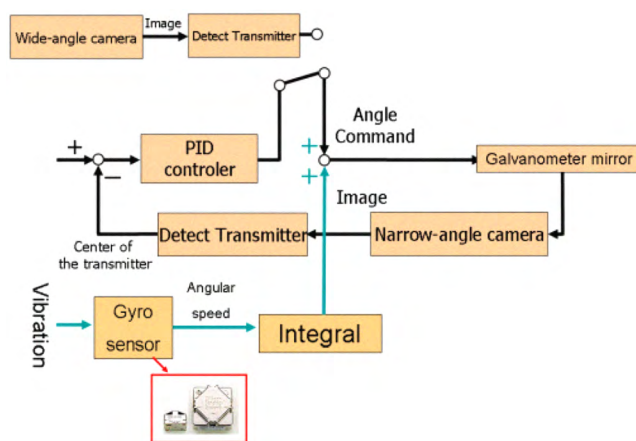 Wide-angle camera
Image
Detect Transmitter
+
PID
controler
−
Angle
Command
+
+
Galvanometer mirror
Image
Center of
the transmitter
Detect Transmitter
Narrow-angle camera
Vibration
Gyro
sensor
Angular
speed
Integral